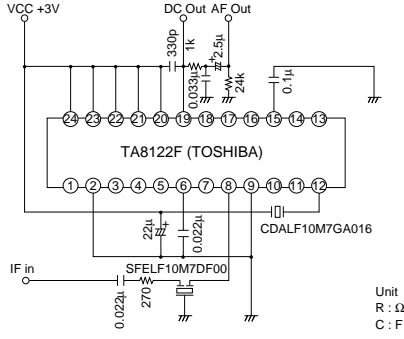 VCC +3V
DC Out
AF Out
330p
1k
2.5μ
+
0.033μ
24k
0.1μ
24 23 22 21 20 19 18 17 16 15 14 13
TA8122F (TOSHIBA)
1 2 3 4 5 6 7 8 9 10 11 12
22μ
+
0.022μ
CDALF10M7GA016
IF in
SFELF10M7DF00
0.022μ
270
Unit
R : Ω
C : F